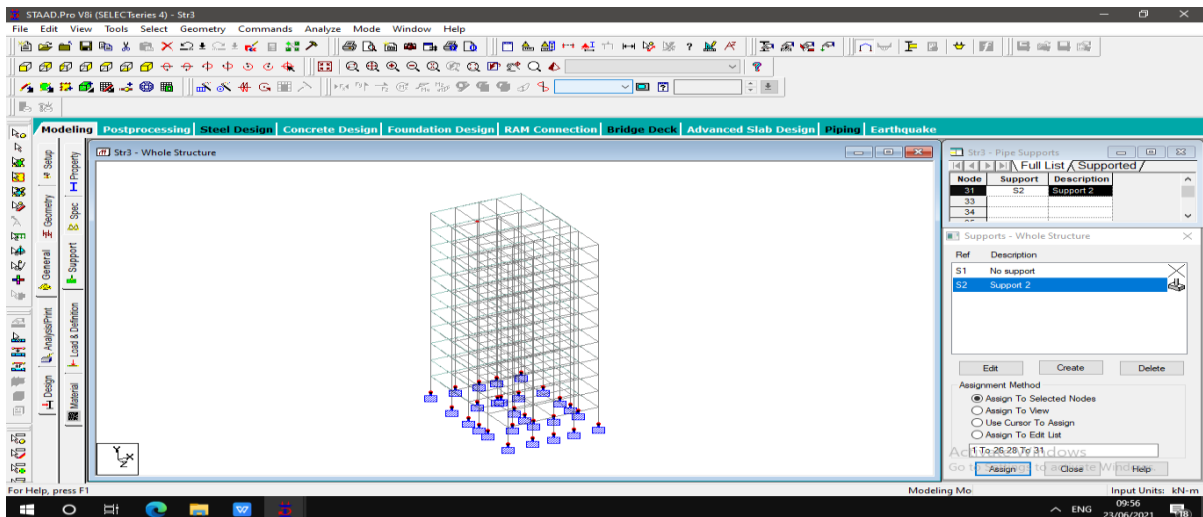 STAAD.Pro V8i (SELECTseries 4) - Str3
File Edit View Tools Select Geometry Commands Analyze Mode Window Help
Modeling Postprocessing Steel Design Concrete Design Foundation Design RAM Connection Bridge Deck Advanced Slab Design Piping Earthquake
Setup
Geometry
General
Analysis/Print
Design
Property
Spec
Support
Load & Definition
Material
Str3 - Whole Structure
Y
X
Z
Str3 - Pipe Supports
Full List Supported
Node Support Description
31 S2 Support 2
33
34
Supports - Whole Structure
Ref Description
S1 No support
S2 Support 2
Edit Create Delete
Assignment Method
Assign To Selected Nodes
Assign To View
Use Cursor To Assign
Assign To Edit List
1 To 26 28 To 31
Assign Close Help
For Help, press F1
Modeling Mo
Input Units: kN-m
ENG
09:56
23/06/2021
18